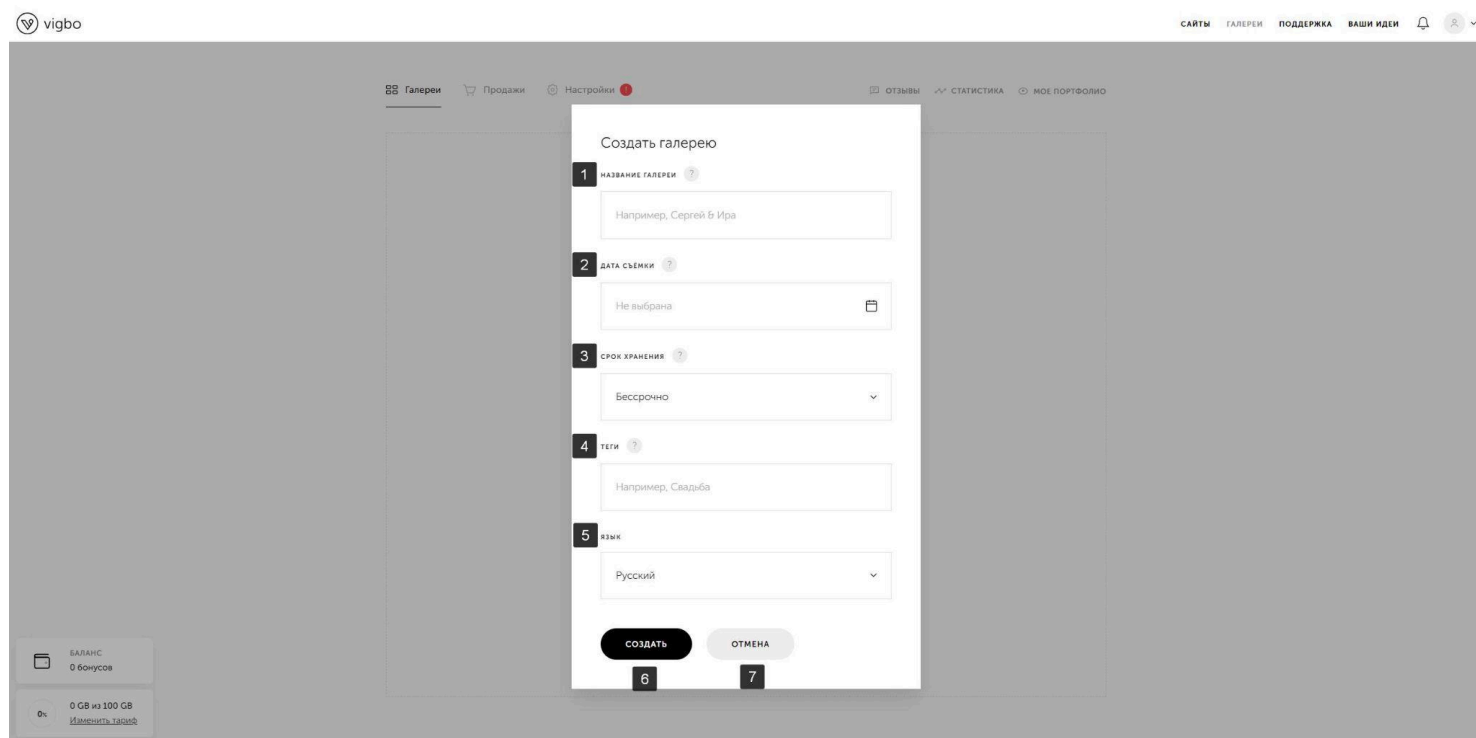 vigbo
САЙТЫ ГАЛЕРЕИ ПОДДЕРЖКА ВАШИ ИДЕИ
Галереи Продажи Настройки !
ОТЗЫВЫ СТАТИСТИКА МОЕ ПОРТФОЛИО
Создать галерею
1 НАЗВАНИЕ ГАЛЕРЕИ ?
Например, Сергей & Ира
2 ДАТА СЪЁМКИ ?
Не выбрана
3 СРОК ХРАНЕНИЯ ?
Бессрочно
4 ТЕГИ ?
Например, Свадьба
5 ЯЗЫК
Русский
СОЗДАТЬ ОТМЕНА
6 7
БАЛАНС
0 бонусов
0% 0 GB из 100 GB
Изменить тариф